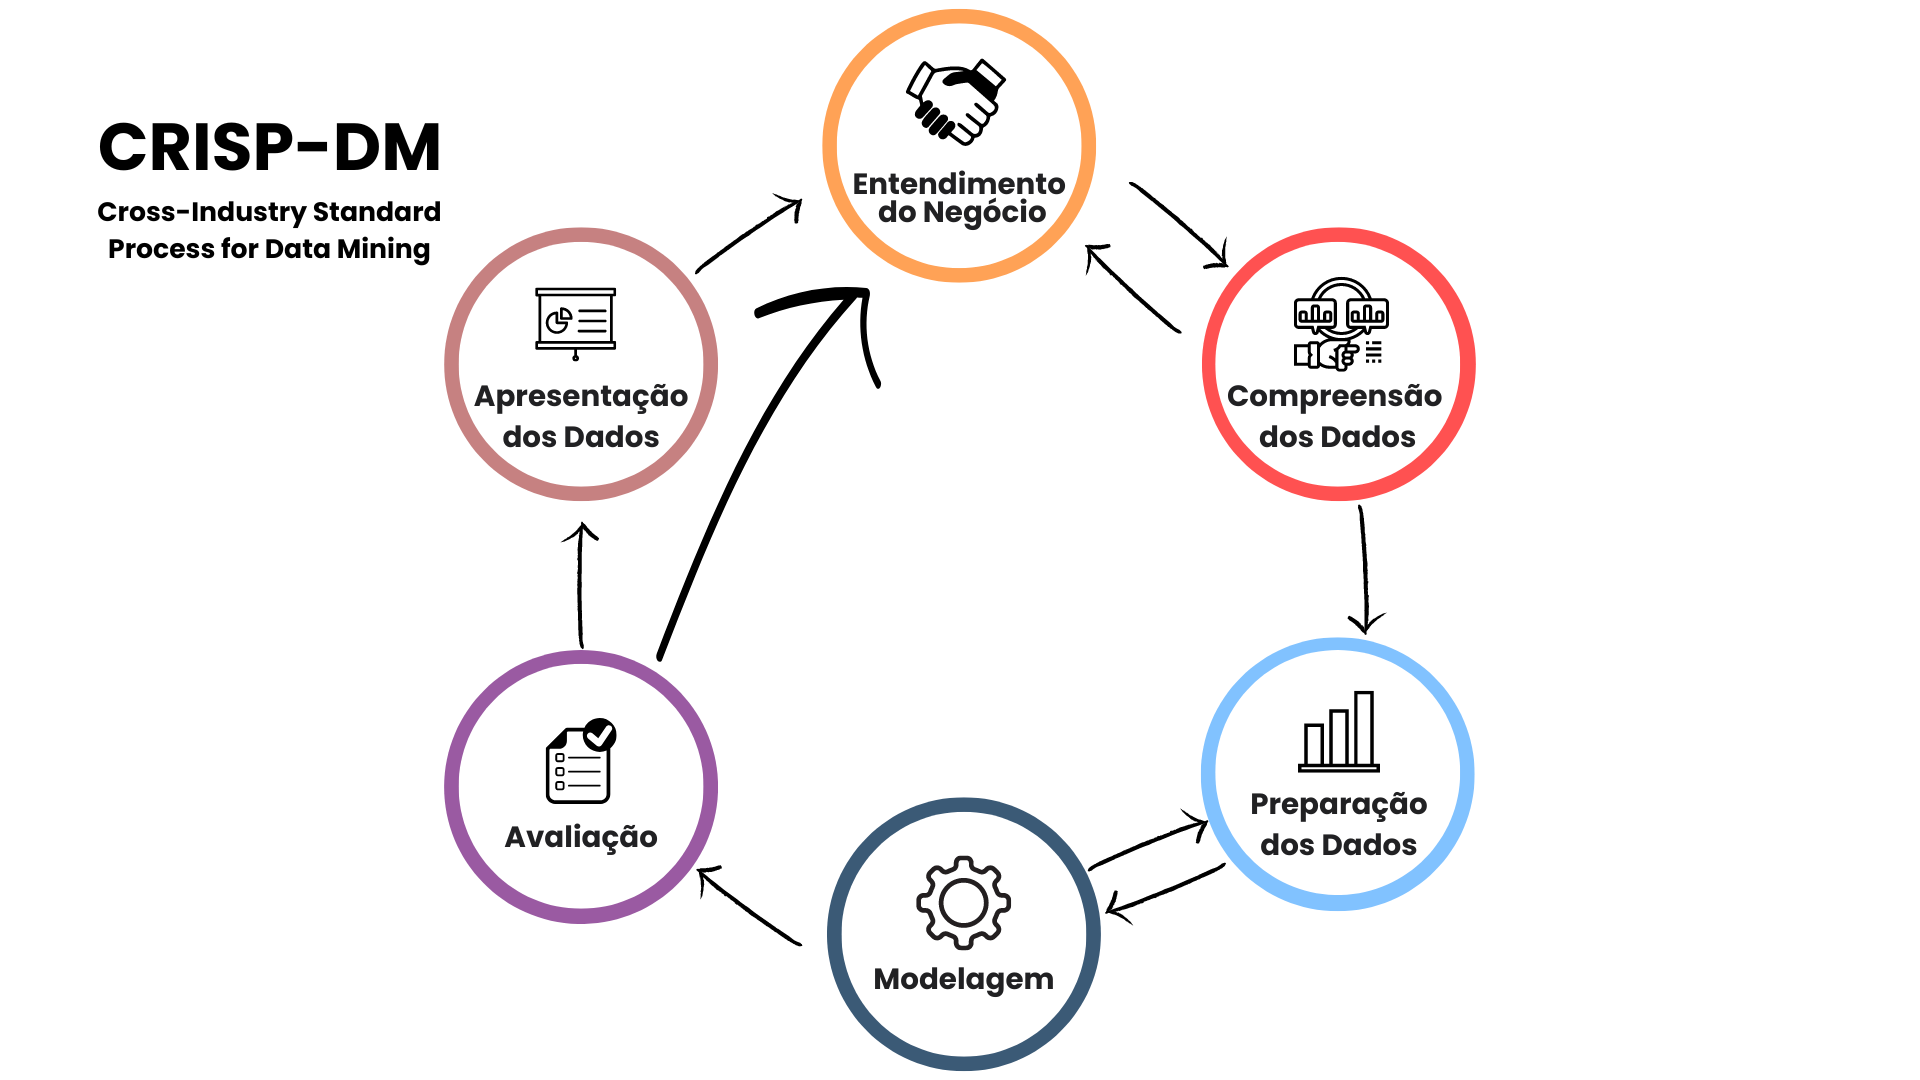 CRISP-DM
Cross-Industry Standard
Process for Data Mining
Entendimento
do Negócio
Compreensão
dos Dados
Preparação
dos Dados
Modelagem
Avaliação
Apresentação
dos Dados